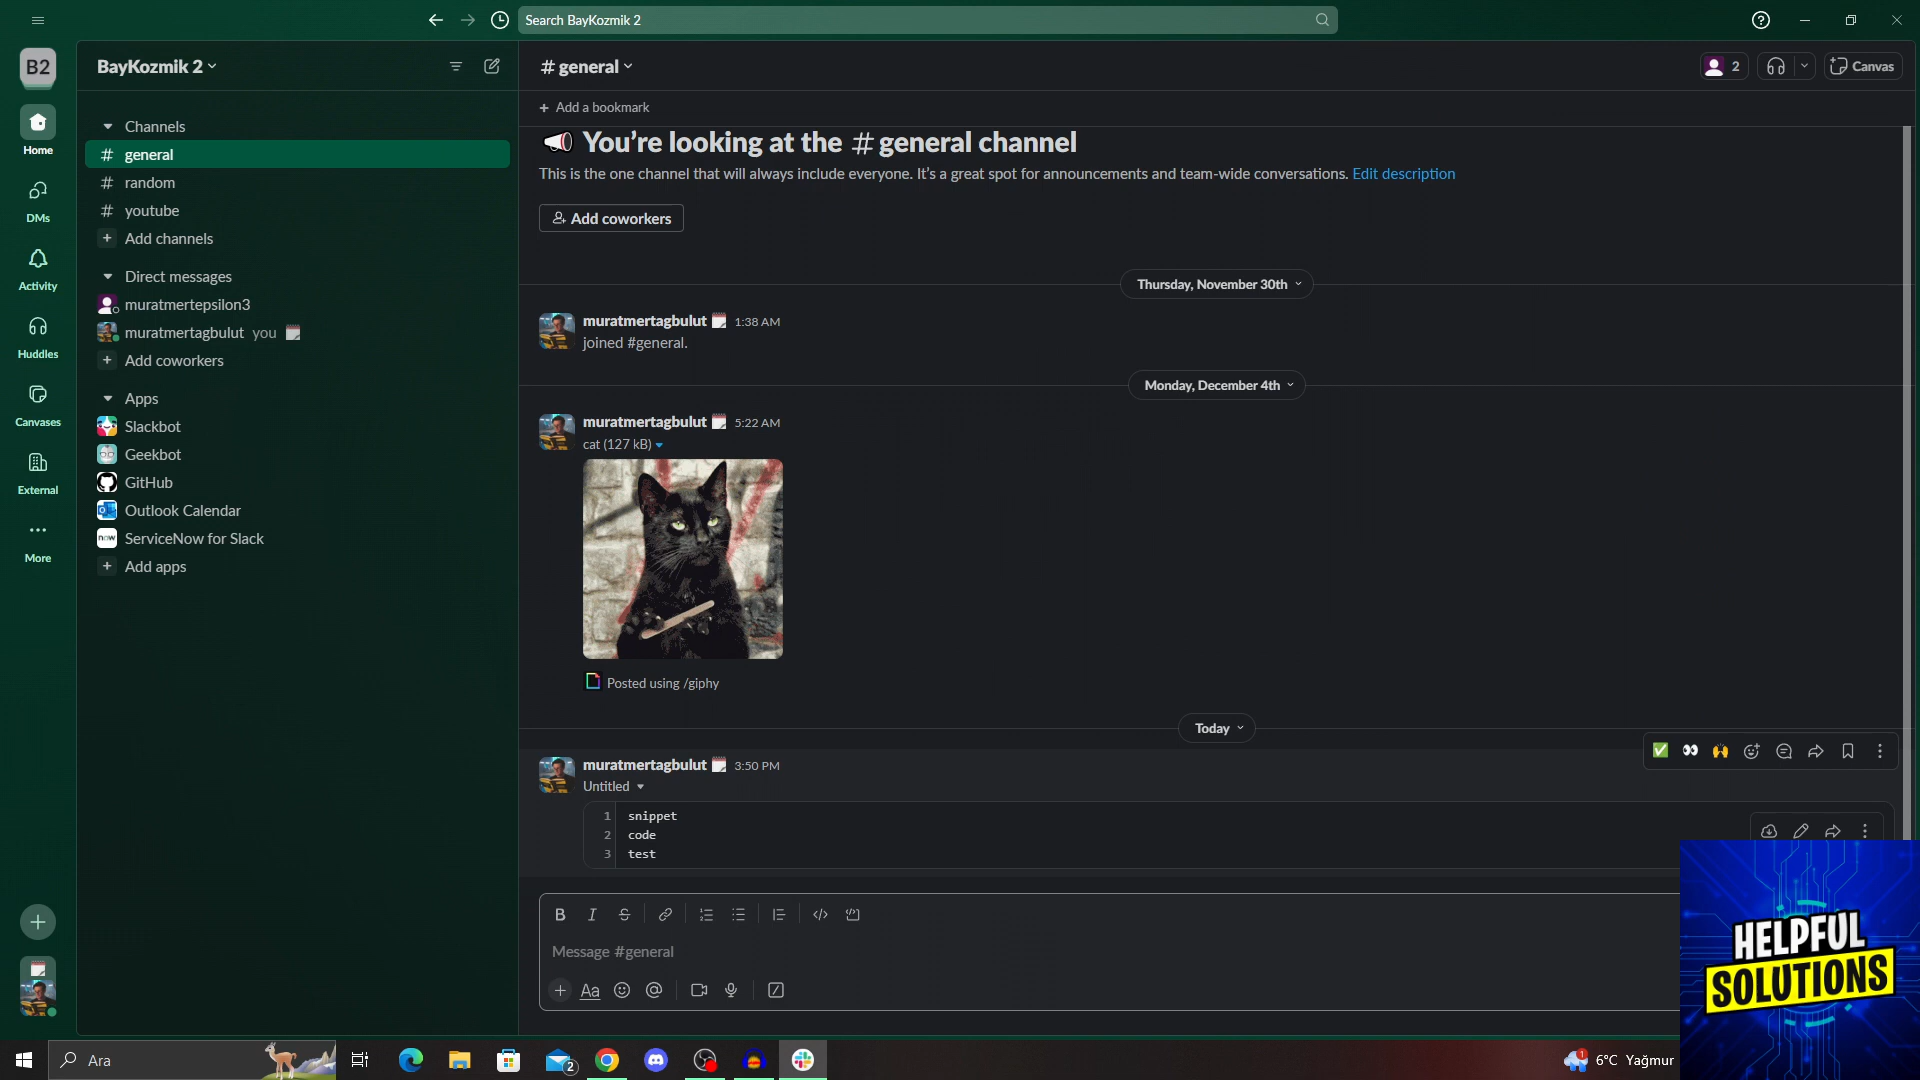 Search BayKozmik 2
B2
BayKozmik 2
# general
2
Canvas
Add a bookmark
Home
DMs
Activity
Huddles
Canvases
External
More
Channels
# general
# random
# youtube
+ Add channels
Direct messages
muratmertepsilon3
muratmertagbulut you
+ Add coworkers
Apps
Slackbot
Geekbot
GitHub
Outlook Calendar
now ServiceNow for Slack
+ Add apps
You're looking at the # general channel
This is the one channel that will always include everyone. It's a great spot for announcements and team-wide conversations. Edit description
Add coworkers
Thursday, November 30th
muratmertagbulut 1:38 AM
joined #general.
Monday, December 4th
muratmertagbulut 5:22 AM
cat (127 kB)
Posted using /giphy
Today
muratmertagbulut 3:50 PM
Untitled
1 snippet
2 code
3 test
B I S
Message #general
+ Aa
HELPFUL
SOLUTIONS
Ara
2
1
6°C Yağmur